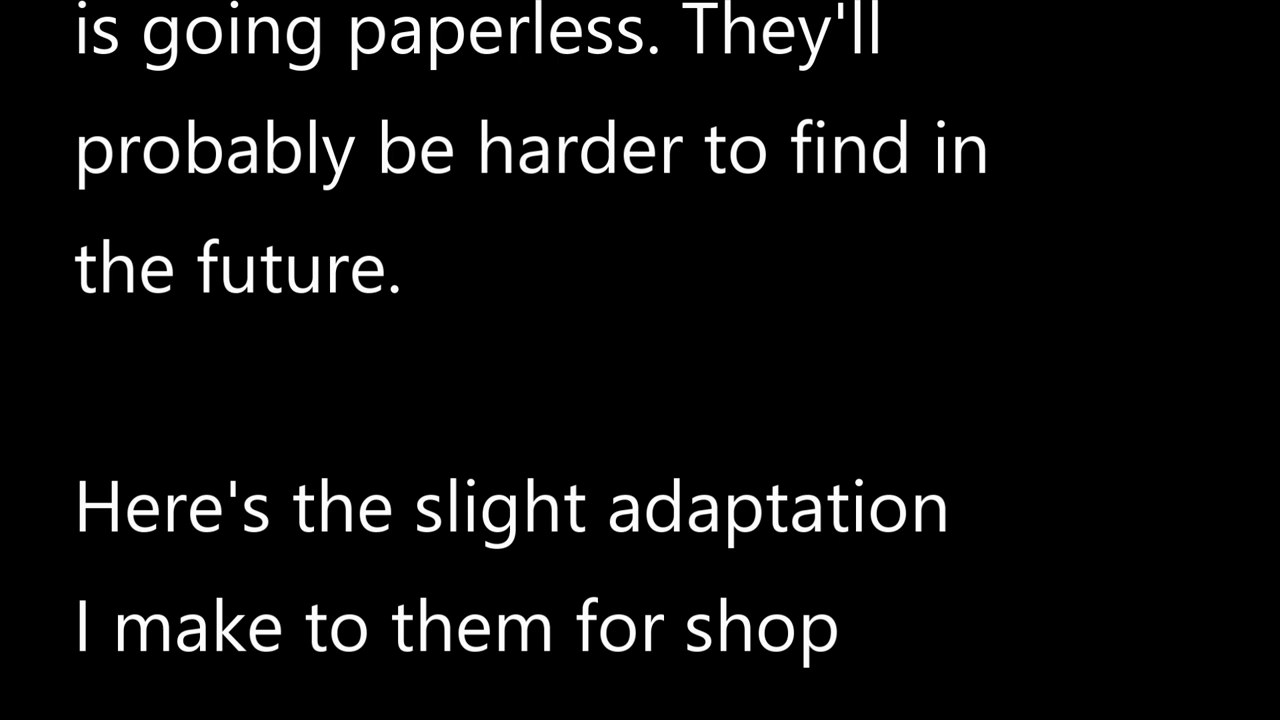 is going paperless. They'll
probably be harder to find in
the future.
Here's the slight adaptation
I make to them for shop